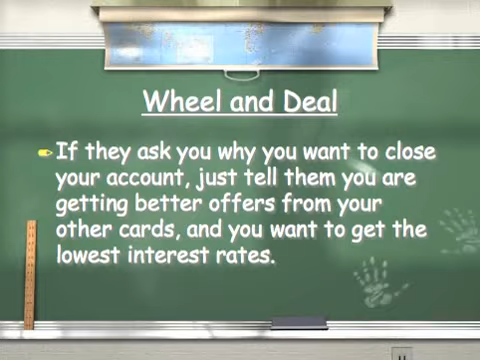 Wheel and Deal
If they ask you why you want to close
your account, just tell them you are
getting better offers from your
other cards, and you want to get the
lowest interest rates.